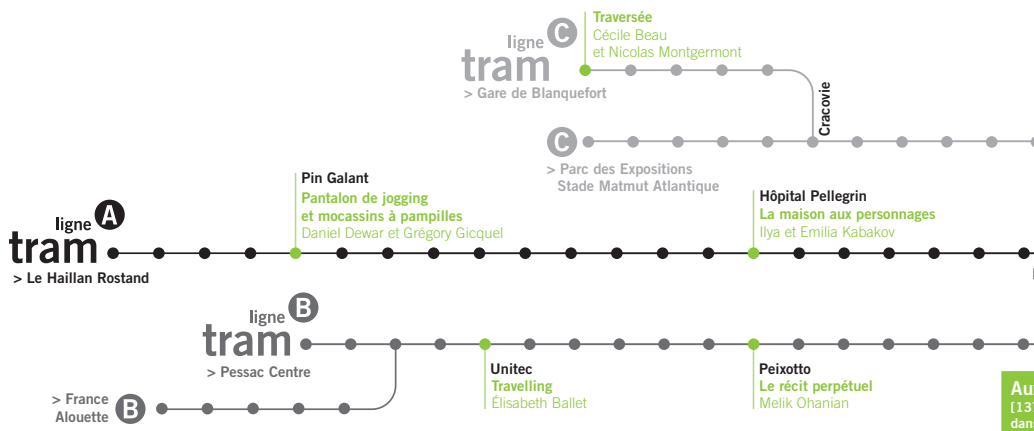 Traversée
Cécile Beau
et Nicolas Montgermont
ligne C
tram
> Gare de Blanquefort
Cracovie
C
> Parc des Expositions
Stade Matmut Atlantique
Pin Galant
Pantalon de jogging
et mocassins à pampilles
Daniel Dewar et Grégory Gicquel
Hôpital Pellegrin
La maison aux personnages
Ilya et Emilia Kabakov
ligne A
tram
> Le Haillan Rostand
ligne B
tram
> Pessac Centre
Unitec
Travelling
Élisabeth Ballet
Peixotto
Le récit perpétuel
Melik Ohanian
> France
Alouette
B